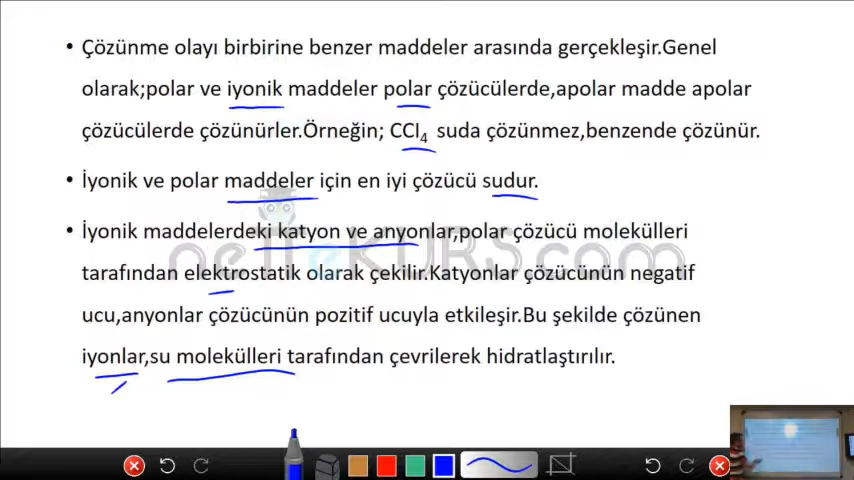 • Çözünme olayı birbirine benzer maddeler arasında gerçekleşir.Genel
olarak;polar ve iyonik maddeler polar çözücülerde,apolar madde apolar
çözücülerde çözünürler.Örneğin; CCI₄ suda çözünmez,benzende çözünür.
• İyonik ve polar maddeler için en iyi çözücü sudur.
• İyonik maddelerdeki katyon ve anyonlar,polar çözücü molekülleri
tarafından elektrostatik olarak çekilir.Katyonlar çözücünün negatif
ucu,anyonlar çözücünün pozitif ucuyla etkileşir.Bu şekilde çözünen
iyonlar,su molekülleri tarafından çevrilerek hidratlaştırılır.
netteKURS.com